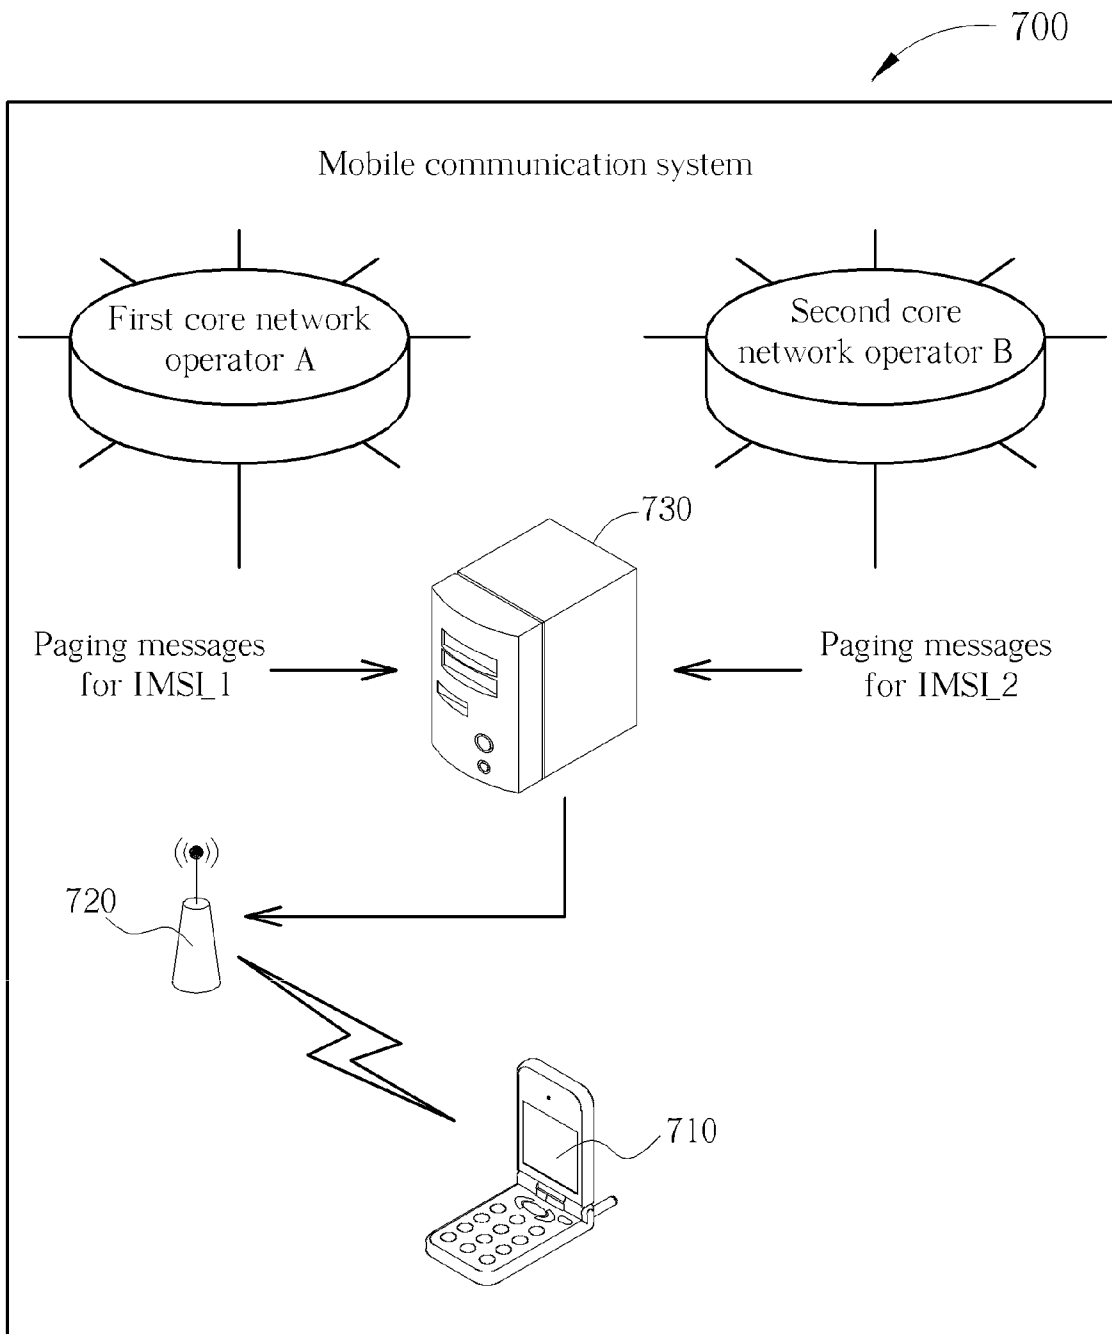 700
Mobile communication system
First core network
operator A
Second core
network operator B
730
Paging messages
for IMSI_1
Paging messages
for IMSI_2
720
710